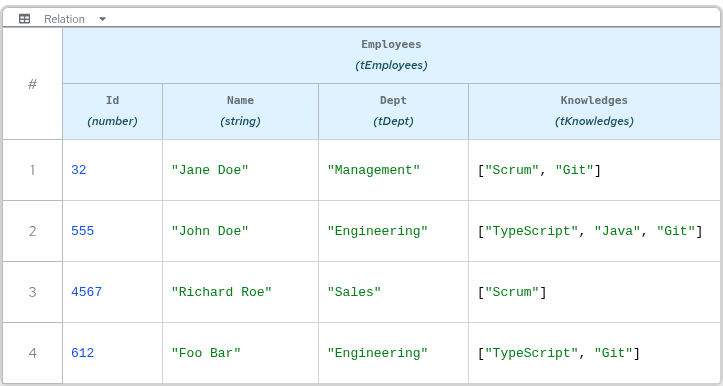 Relation
#
Employees
(tEmployees)
Id Name Dept Knowledges
(number) (string) (tDept) (tKnowledges)
1 32 "Jane Doe" "Management" ["Scrum", "Git"]
2 555 "John Doe" "Engineering" ["TypeScript", "Java", "Git"]
3 4567 "Richard Roe" "Sales" ["Scrum"]
4 612 "Foo Bar" "Engineering" ["TypeScript", "Git"]